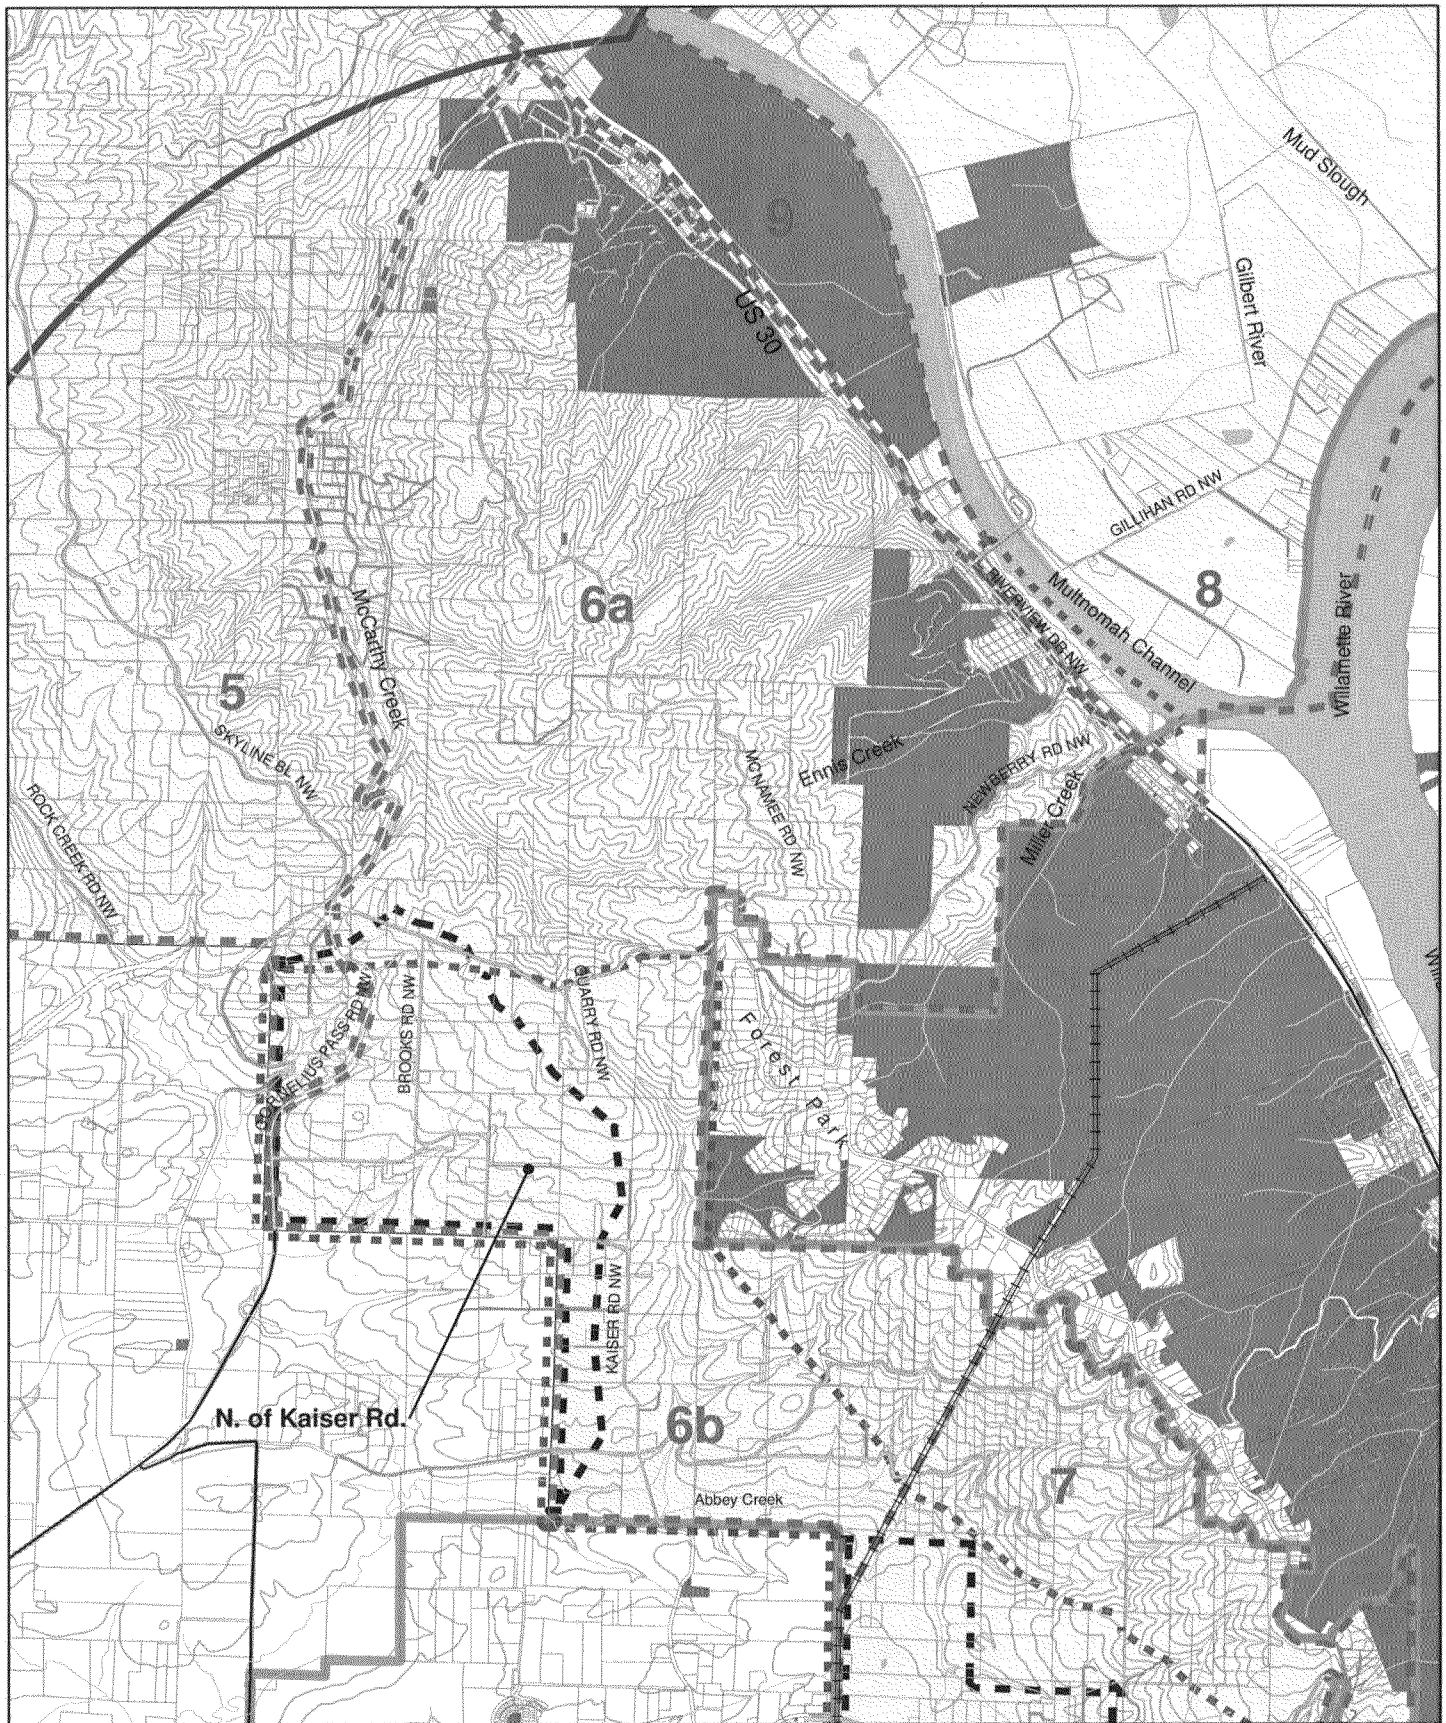 Mud Slough
9
Gilbert River
US 30
GILLIHAN RD NW
8
Multnomah Channel
RIVERVIEW DR NW
Willamette River
6a
McCarthy Creek
5
SKYLINE BL NW
Ennis Creek
NEWBERRY RD NW
MC NAMEE RD NW
Miller Creek
ROCK CREEK RD NW
QUARRY RD NW
BROOKS RD NW
CORNELIUS PASS RD NW
Forest Park
KAISER RD NW
N. of Kaiser Rd.
6b
7
Abbey Creek